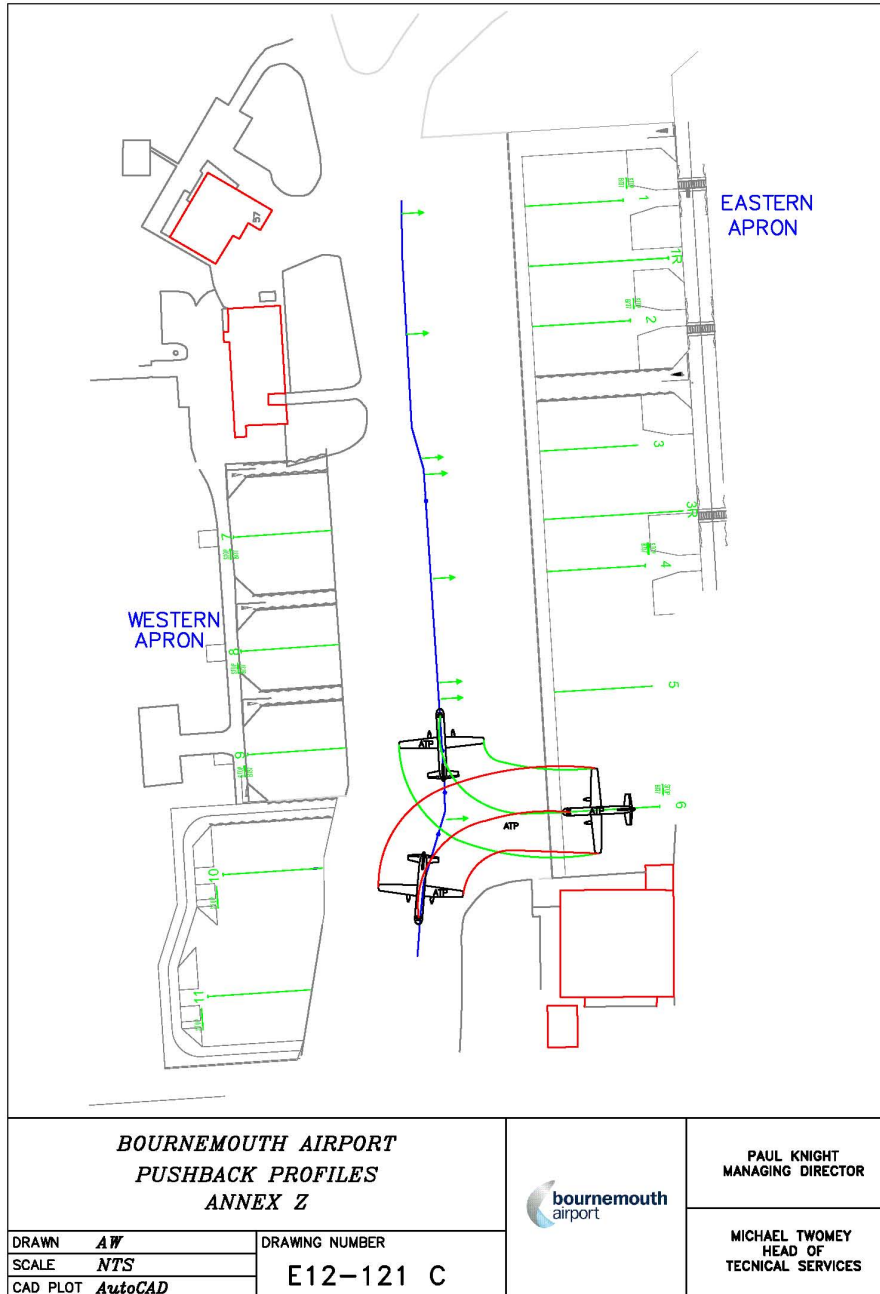 57
1
EASTERN
APRON
1R
2
3
3R
7
4
WESTERN
APRON
8
5
ATP
9
ATP
6
ATP
10
ATP
11
BOURNEMOUTH AIRPORT
PUSHBACK PROFILES
ANNEX Z
bournemouth
airport
PAUL KNIGHT
MANAGING DIRECTOR
DRAWN AW
SCALE NTS
CAD PLOT AutoCAD
DRAWING NUMBER
E12-121 C
MICHAEL TWOMEY
HEAD OF
TECNICAL SERVICES